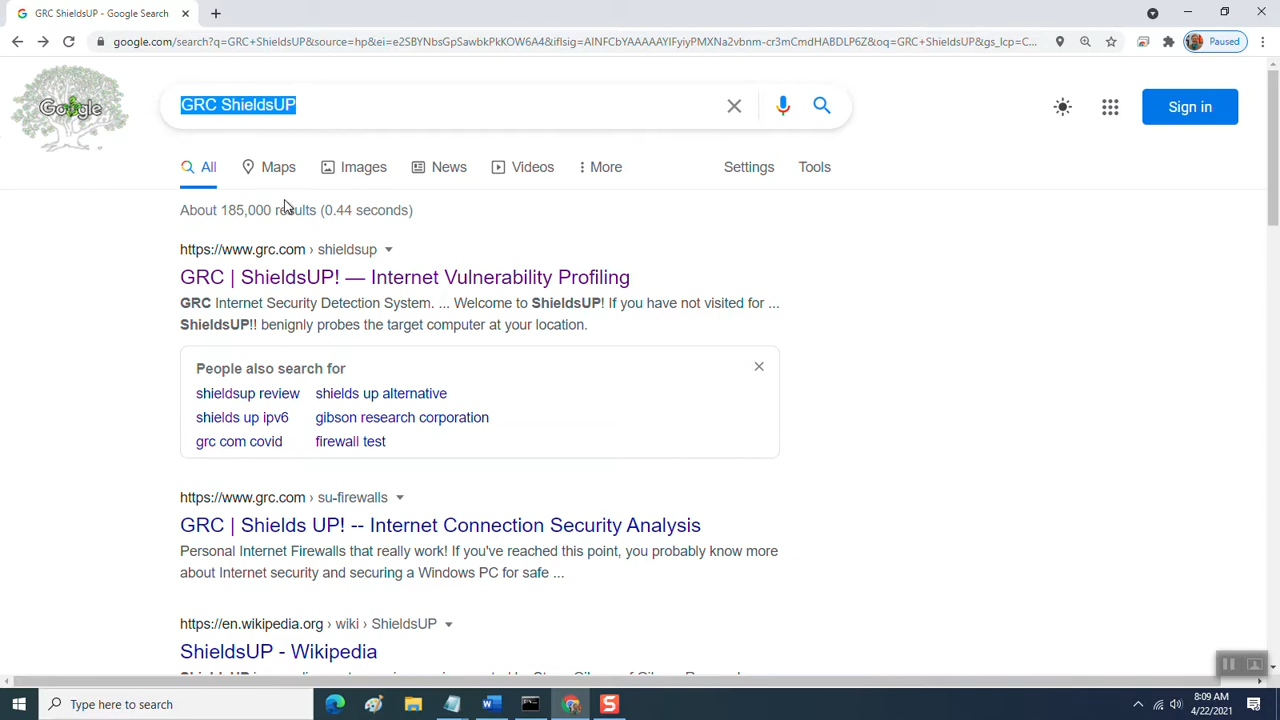 GRC ShieldsUP - Google Search
google.com/search?q=GRC+ShieldsUP&source=hp&ei=e2SBYNbsGpSawbkPkKOW6A4&iflsig=AINFCbYAAAAAYIFyiyPMXNa2vbnm-cr3mCmdHABDLP6Z&oq=GRC+ShieldsUP&gs_lcp=C...
Paused
Google
GRC ShieldsUP
Sign in
All Maps Images News Videos More Settings Tools
About 185,000 results (0.44 seconds)
https://www.grc.com › shieldsup
GRC | ShieldsUP! — Internet Vulnerability Profiling
GRC Internet Security Detection System. ... Welcome to ShieldsUP! If you have not visited for ...
ShieldsUP!! benignly probes the target computer at your location.
People also search for
shieldsup review shields up alternative
shields up ipv6 gibson research corporation
grc com covid firewall test
https://www.grc.com › su-firewalls
GRC | Shields UP! -- Internet Connection Security Analysis
Personal Internet Firewalls that really work! If you've reached this point, you probably know more
about Internet security and securing a Windows PC for safe ...
https://en.wikipedia.org › wiki › ShieldsUP
ShieldsUP - Wikipedia
Type here to search
8:09 AM
4/22/2021